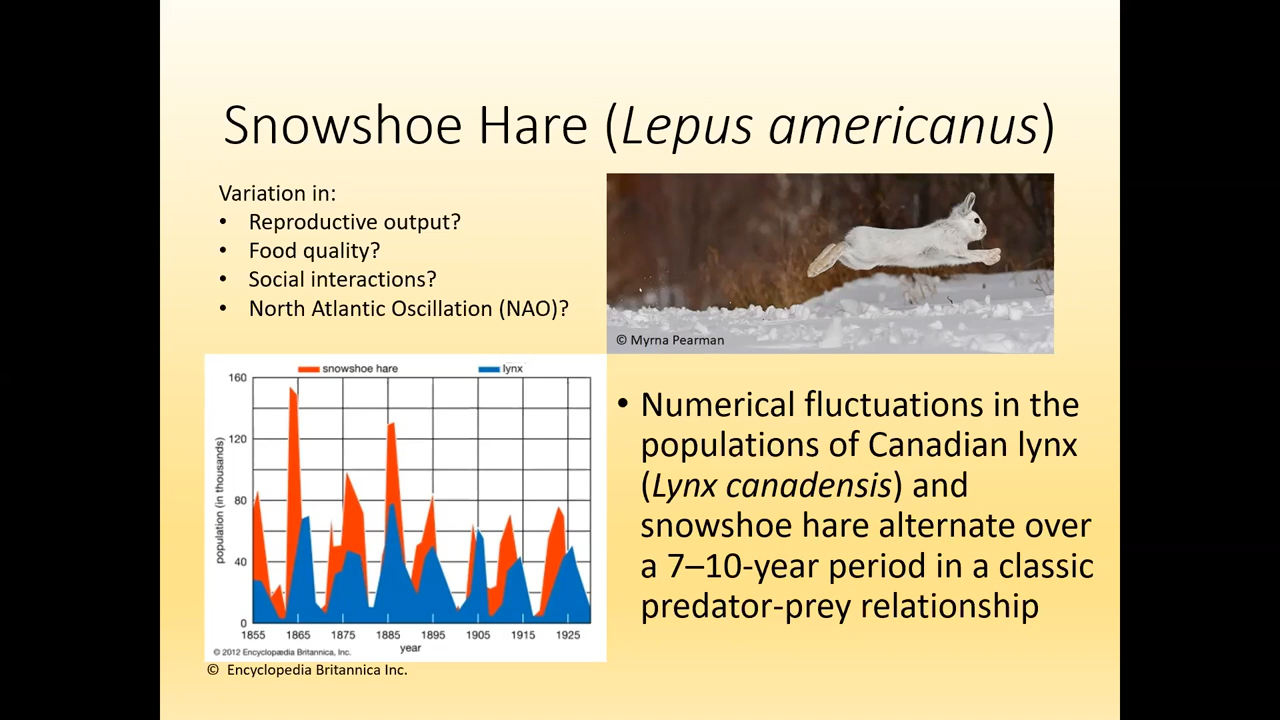 Snowshoe Hare (Lepus americanus)
Variation in:
• Reproductive output?
• Food quality?
• Social interactions?
• North Atlantic Oscillation (NAO)?
© Myrna Pearman
snowshoe hare
lynx
population (in thousands)
160
120
80
40
0
1855 1865 1875 1885 1895 1905 1915 1925
year
© 2012 Encyclopædia Britannica, Inc.
© Encyclopedia Britannica Inc.
• Numerical fluctuations in the
populations of Canadian lynx
(Lynx canadensis) and
snowshoe hare alternate over
a 7–10-year period in a classic
predator-prey relationship